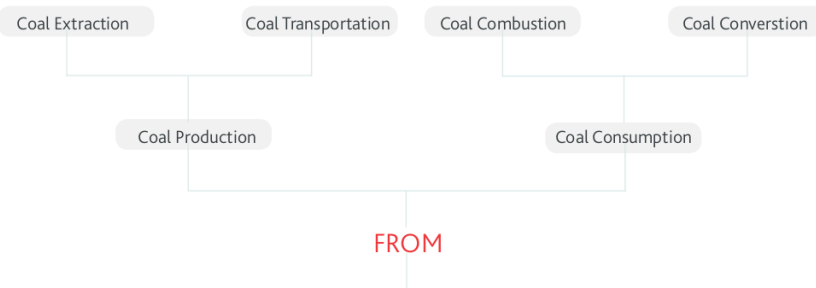 Coal Extraction
Coal Transportation
Coal Combustion
Coal Converstion
Coal Production
Coal Consumption
FROM